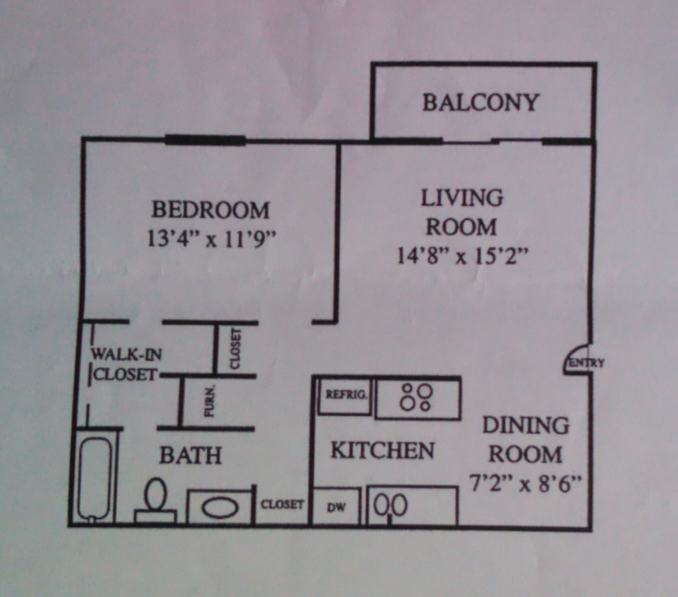 BALCONY
BEDROOM
13'4" x 11'9"
LIVING
ROOM
14'8" x 15'2"
WALK-IN
CLOSET
CLOSET
FURN.
ENTRY
REFRIG.
KITCHEN
DINING
ROOM
7'2" x 8'6"
BATH
CLOSET
DW